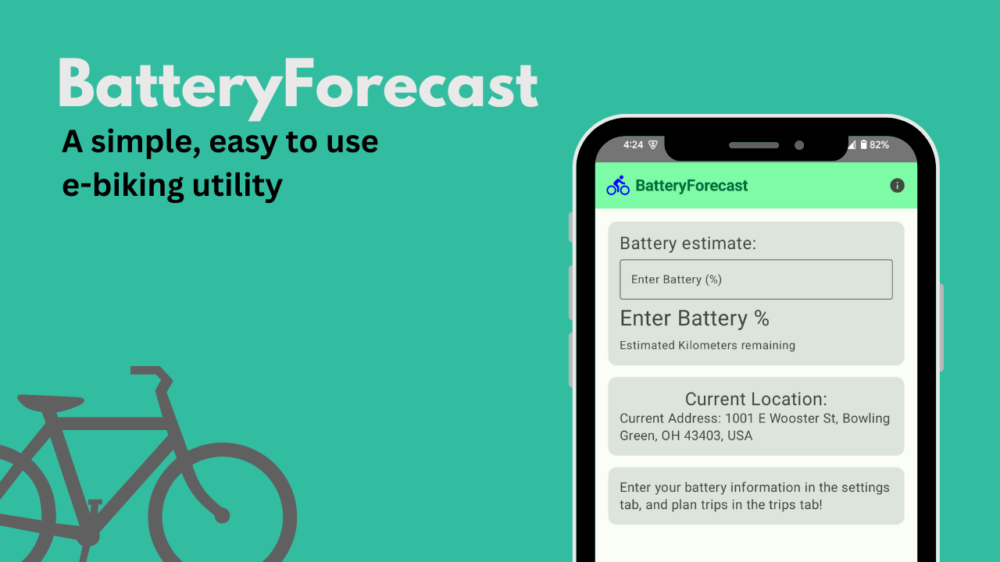 BatteryForecast
A simple, easy to use
e-biking utility
4:24 82%
BatteryForecast
Battery estimate:
Enter Battery (%)
Enter Battery %
Estimated Kilometers remaining
Current Location:
Current Address: 1001 E Wooster St, Bowling
Green, OH 43403, USA
Enter your battery information in the settings
tab, and plan trips in the trips tab!